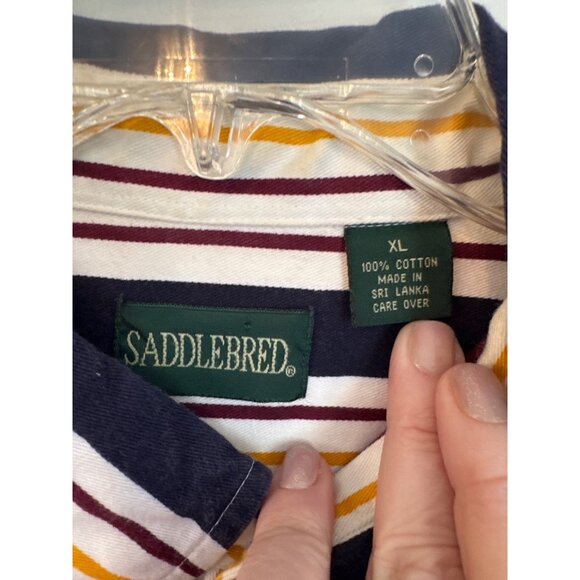 XL
100% COTTON
MADE IN
SRI LANKA
CARE OVER
SADDLEBRED®